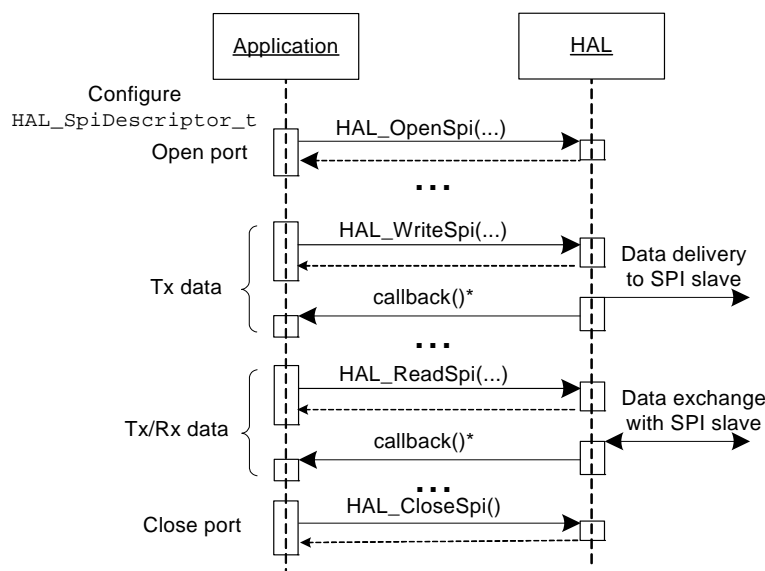 Application
HAL
Configure
HAL_SpiDescriptor_t
Open port
HAL_OpenSpi(...)
...
HAL_WriteSpi(...)
Tx data
Data delivery
to SPI slave
callback()*
...
HAL_ReadSpi(...)
Tx/Rx data
Data exchange
with SPI slave
callback()*
...
HAL_CloseSpi()
Close port